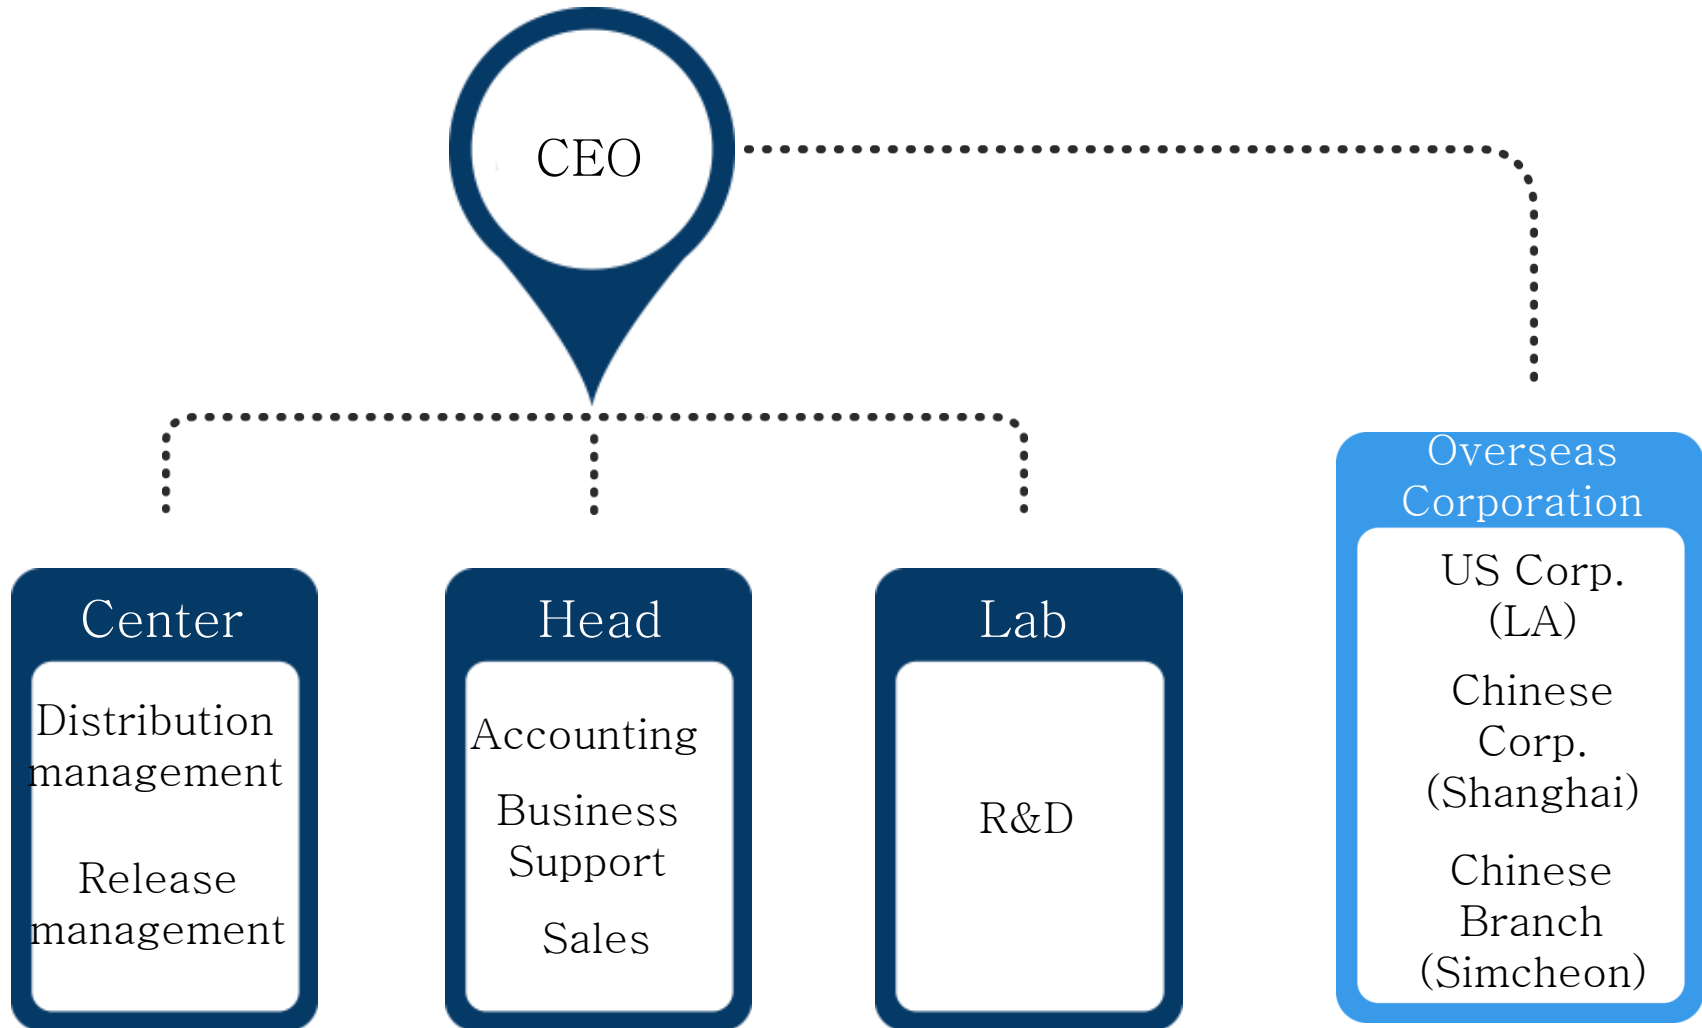 CEO
Center
Distribution
management
Release
management
Head
Accounting
Business
Support
Sales
Lab
R&D
Overseas
Corporation
US Corp.
(LA)
Chinese
Corp.
(Shanghai)
Chinese
Branch
(Simcheon)